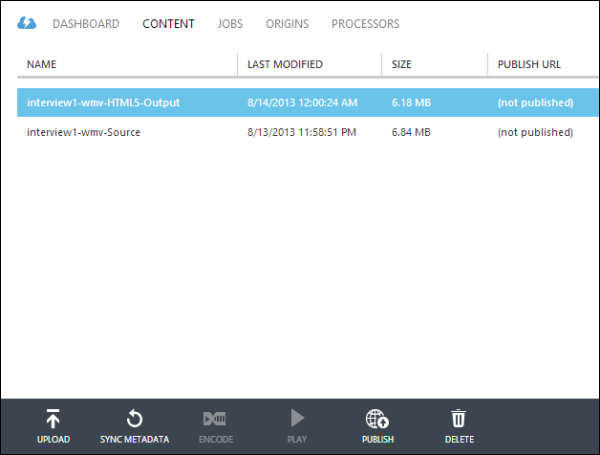 DASHBOARD CONTENT JOBS ORIGINS PROCESSORS
NAME LAST MODIFIED SIZE PUBLISH URL
interview1-wmv-HTML5-Output 8/14/2013 12:00:24 AM 6.18 MB (not published)
interview1-wmv-Source 8/13/2013 11:58:51 PM 6.84 MB (not published)
UPLOAD SYNC METADATA ENCODE PLAY PUBLISH DELETE